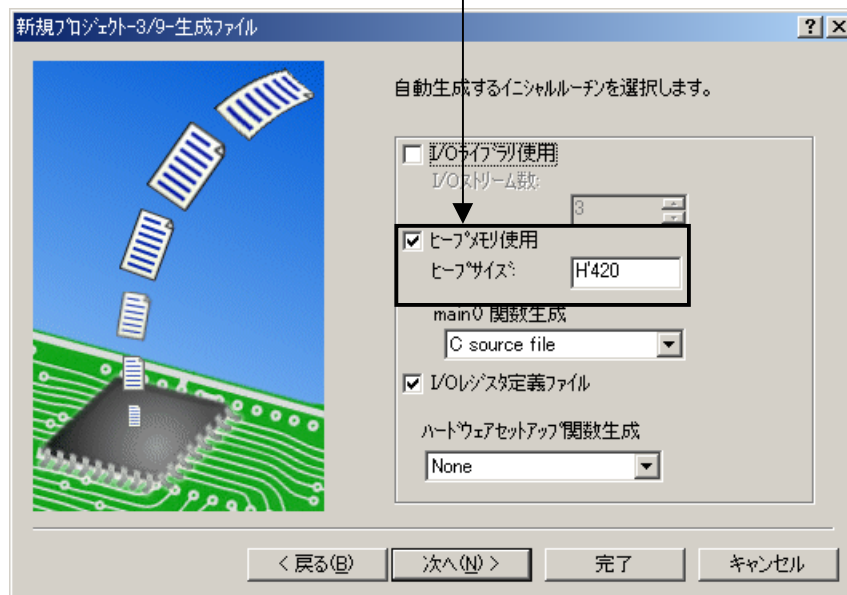 新規プロジェクト-3/9-生成ファイル
自動生成するイニシャルルーチンを選択します。
I/Oライブラリ使用
I/Oストリーム数:
3
ヒープメモリ使用
ヒープサイズ:
H'420
main() 関数生成
C source file
I/Oレジスタ定義ファイル
ハードウェアセットアップ関数生成
None
< 戻る(B)
次へ(N) >
完了
キャンセル